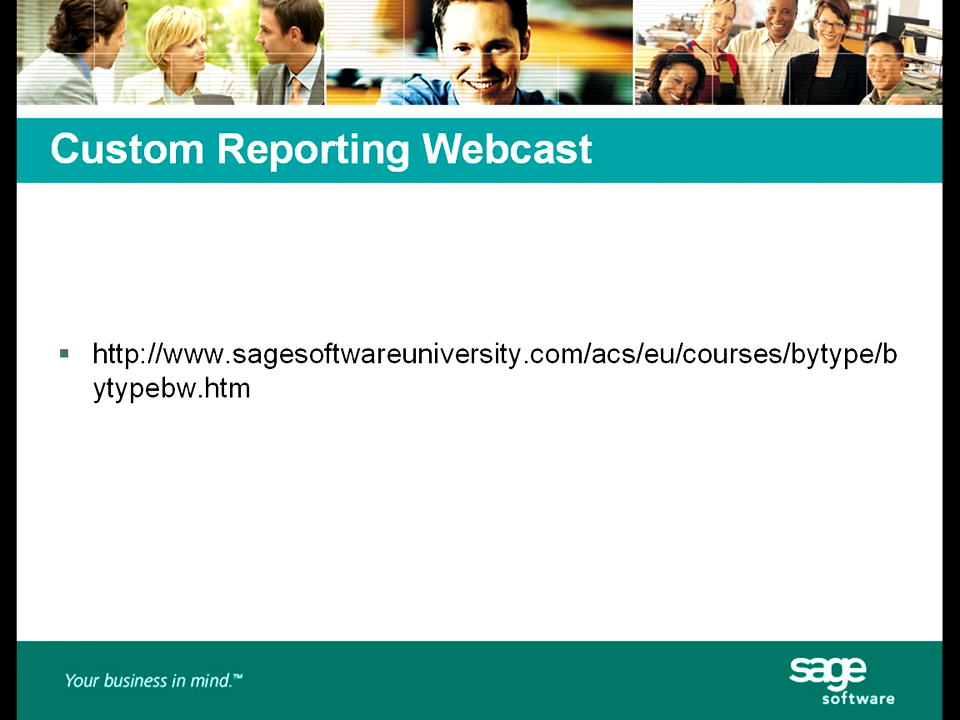 Custom Reporting Webcast
http://www.sagesoftwareuniversity.com/acs/eu/courses/bytype/b
ytypebw.htm
Your business in mind.™
sage
software